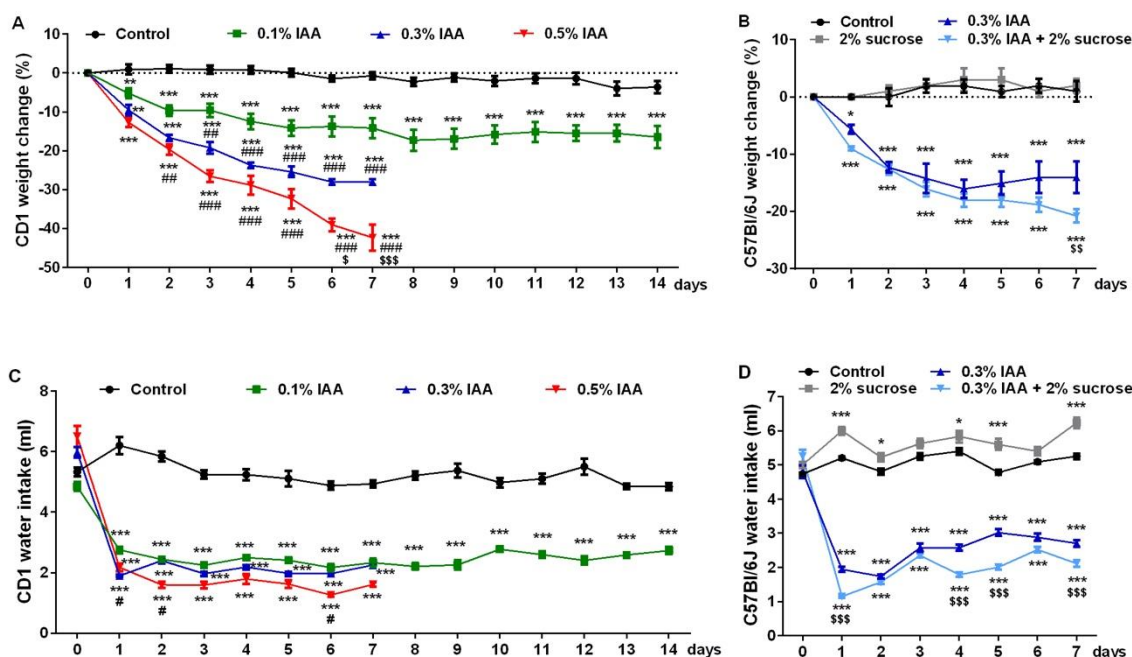 A
Control 0.1% IAA 0.3% IAA 0.5% IAA
CD1 weight change (%)
10
0
-10
-20
-30
-40
-50
** *** *** *** *** *** *** *** *** *** *** *** *** ***
** *** *** *** *** *** ***
## ### ### ### ###
*** *** *** *** *** *** ***
## ### ### ### ### ###
$ $$$
0 1 2 3 4 5 6 7 8 9 10 11 12 13 14 days
B
Control 0.3% IAA
2% sucrose 0.3% IAA + 2% sucrose
C57Bl/6J weight change (%)
10
0
-10
-20
-30
* *** *** *** *** ***
*** *** *** *** *** *** ***
$$
0 1 2 3 4 5 6 7 days
C
Control 0.1% IAA 0.3% IAA 0.5% IAA
CD1 water intake (ml)
8
6
4
2
0
*** *** *** *** *** *** *** *** *** *** *** *** *** ***
*** *** *** *** *** *** ***
*** *** *** *** *** *** ***
# # #
0 1 2 3 4 5 6 7 8 9 10 11 12 13 14 days
D
Control 0.3% IAA
2% sucrose 0.3% IAA + 2% sucrose
C57Bl/6J water intake (ml)
7
6
5
4
3
2
1
0
*** * * *** ***
*** *** *** *** *** *** ***
*** *** *** *** *** *** ***
$$$ $$$ $$$ $$$
0 1 2 3 4 5 6 7 days